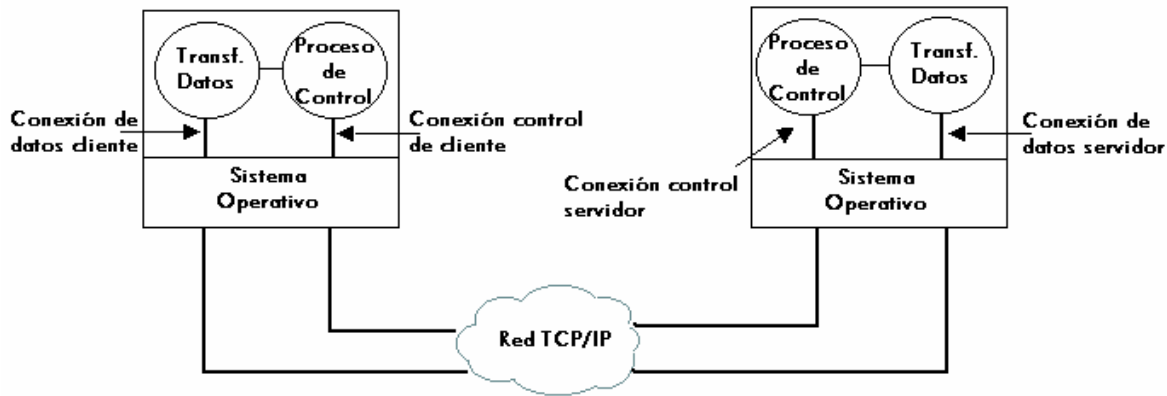 Transf.
Datos
Proceso
de
Control
Conexión de
datos cliente
Conexión control
de cliente
Sistema
Operativo
Proceso
de
Control
Transf.
Datos
Conexión control
servidor
Conexión de
datos servidor
Sistema
Operativo
Red TCP/IP